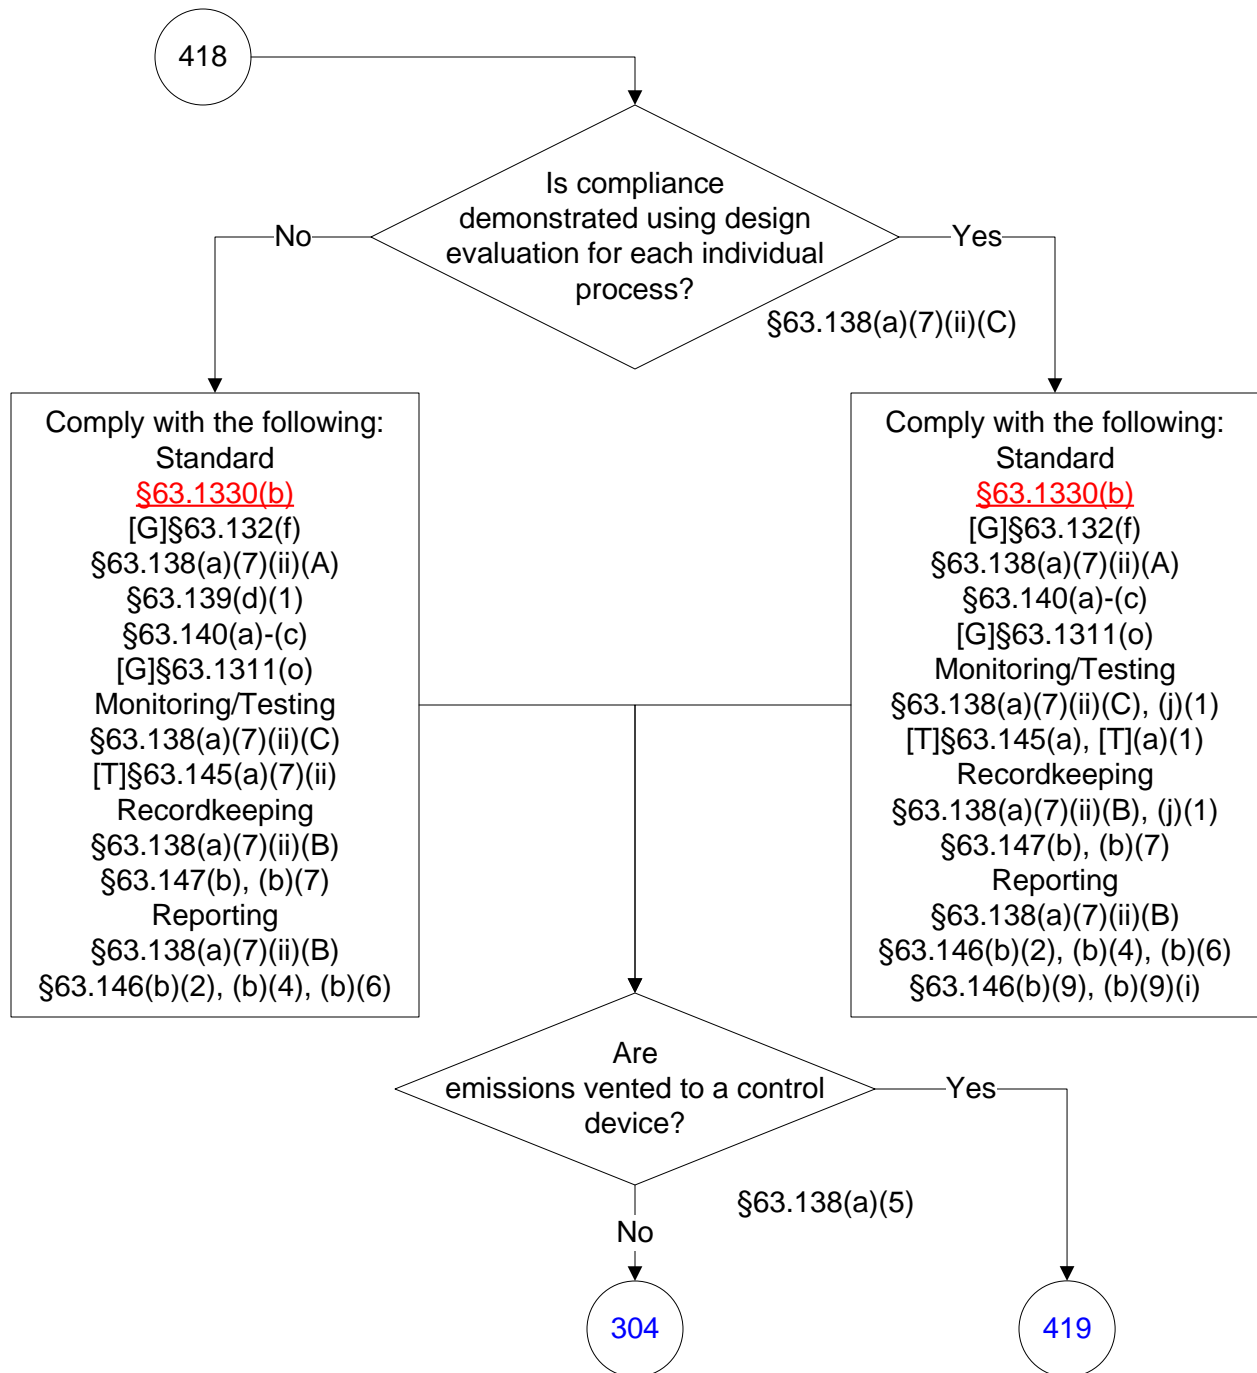 418
Is compliance
demonstrated using design
evaluation for each individual
process?
No
Yes
§63.138(a)(7)(ii)(C)
Comply with the following:
Standard
§63.1330(b)
[G]§63.132(f)
§63.138(a)(7)(ii)(A)
§63.139(d)(1)
§63.140(a)-(c)
[G]§63.1311(o)
Monitoring/Testing
§63.138(a)(7)(ii)(C)
[T]§63.145(a)(7)(ii)
Recordkeeping
§63.138(a)(7)(ii)(B)
§63.147(b), (b)(7)
Reporting
§63.138(a)(7)(ii)(B)
§63.146(b)(2), (b)(4), (b)(6)
Comply with the following:
Standard
§63.1330(b)
[G]§63.132(f)
§63.138(a)(7)(ii)(A)
§63.140(a)-(c)
[G]§63.1311(o)
Monitoring/Testing
§63.138(a)(7)(ii)(C), (j)(1)
[T]§63.145(a), [T](a)(1)
Recordkeeping
§63.138(a)(7)(ii)(B), (j)(1)
§63.147(b), (b)(7)
Reporting
§63.138(a)(7)(ii)(B)
§63.146(b)(2), (b)(4), (b)(6)
§63.146(b)(9), (b)(9)(i)
Are
emissions vented to a control
device?
Yes
§63.138(a)(5)
No
304
419